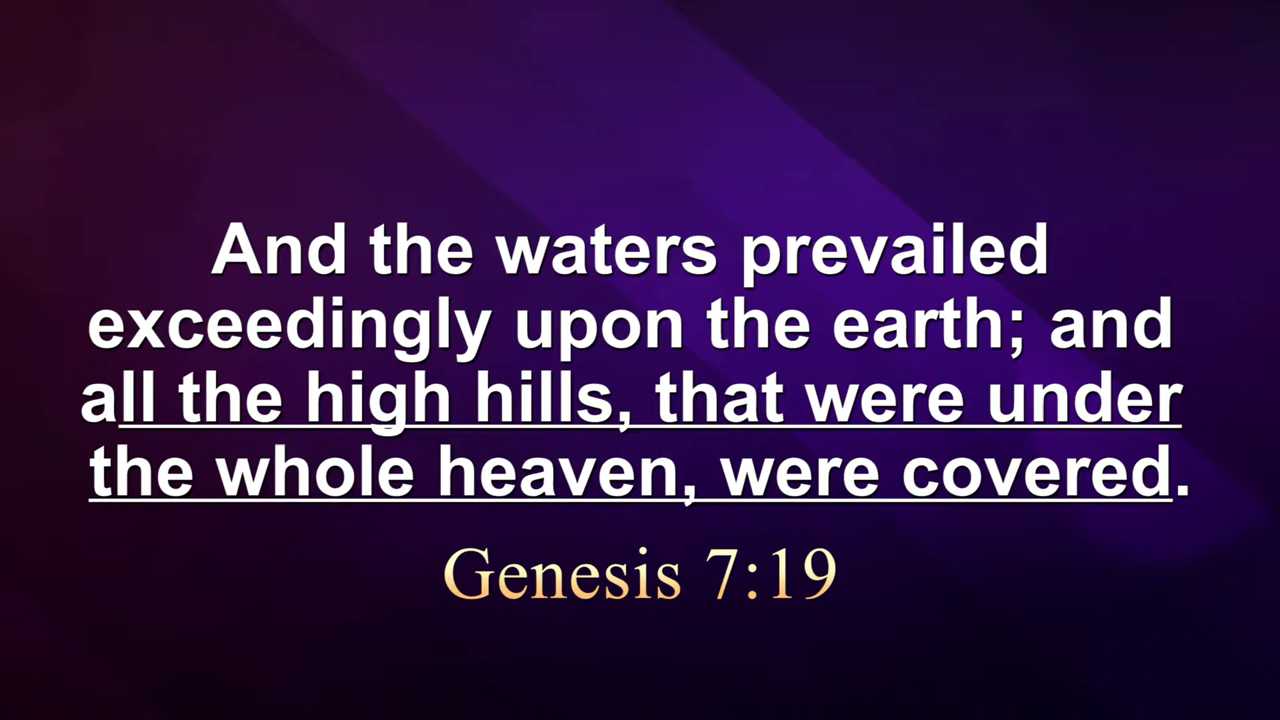 And the waters prevailed
exceedingly upon the earth; and
all the high hills, that were under
the whole heaven, were covered.
Genesis 7:19